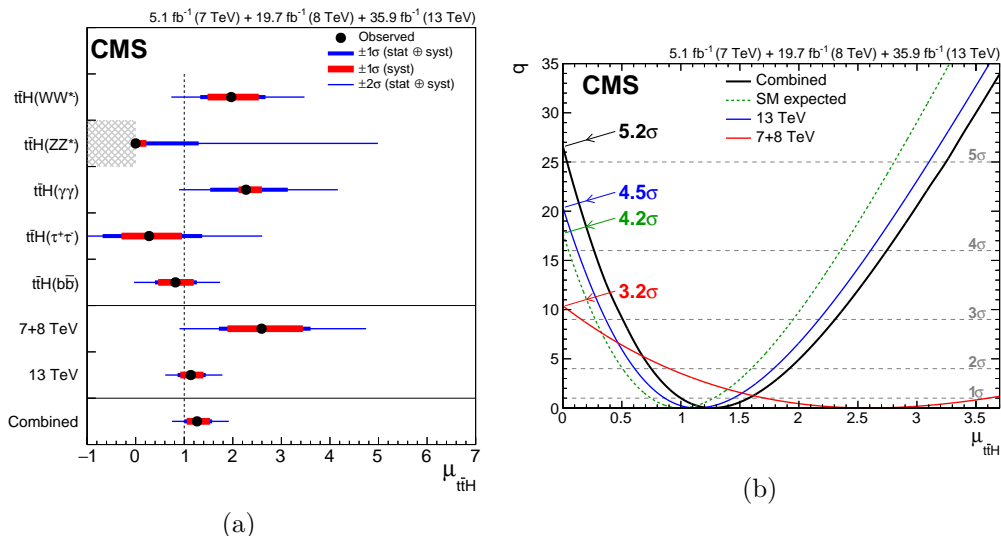 5.1 fb⁻¹ (7 TeV) + 19.7 fb⁻¹ (8 TeV) + 35.9 fb⁻¹ (13 TeV)
CMS
Observed
±1σ (stat ⊕ syst)
±1σ (syst)
±2σ (stat ⊕ syst)
tt̄H(WW*)
tt̄H(ZZ*)
tt̄H(γγ)
tt̄H(τ⁺τ⁻)
tt̄H(bb̄)
7+8 TeV
13 TeV
Combined
−1 0 1 2 3 4 5 6 7
μ tt̄H
(a)
5.1 fb⁻¹ (7 TeV) + 19.7 fb⁻¹ (8 TeV) + 35.9 fb⁻¹ (13 TeV)
q
35
30
25
20
15
10
5
0
CMS
Combined
SM expected
13 TeV
7+8 TeV
5.2σ
4.5σ
4.2σ
3.2σ
5σ
4σ
3σ
2σ
1σ
0 0.5 1 1.5 2 2.5 3 3.5
μ tt̄H
(b)